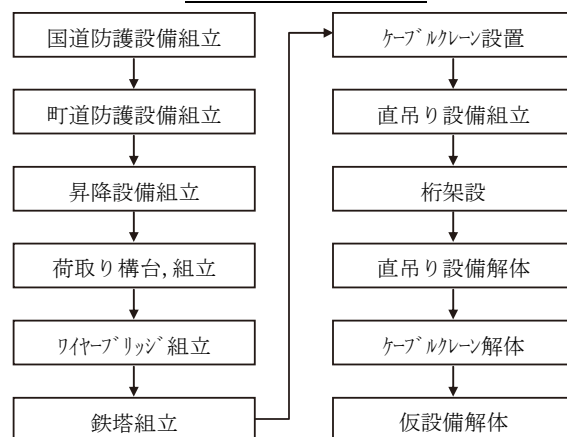 国道防護設備組立
町道防護設備組立
昇降設備組立
荷取り構台,組立
ﾜｲﾔｰﾌﾞﾘｯｼﾞ組立
鉄塔組立
ｹｰﾌﾞﾙｸﾚｰﾝ設置
直吊り設備組立
桁架設
直吊り設備解体
ｹｰﾌﾞﾙｸﾚｰﾝ解体
仮設備解体